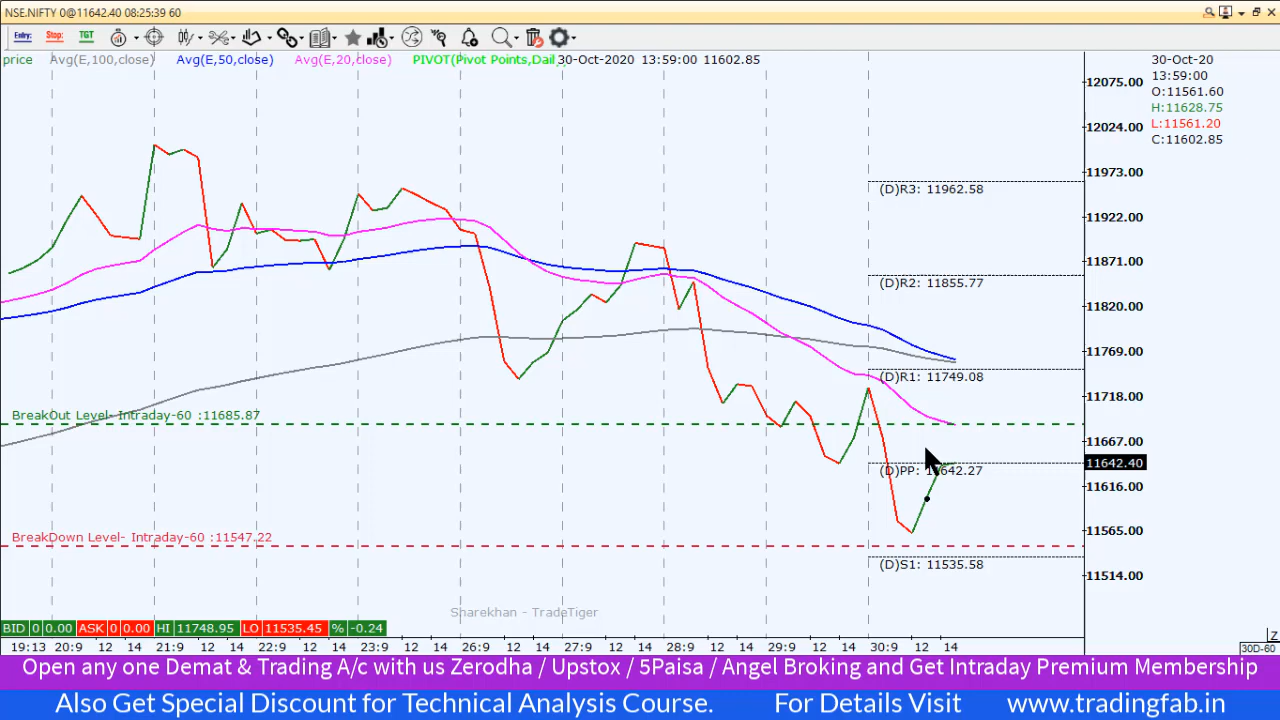 NSE.NIFTY 0@11642.40 08:25:39 60
Entry: Stop: TGT
price Avg(E,100,close) Avg(E,50,close) Avg(E,20,close) PIVOT(Pivot Points,Dail 30-Oct-2020 13:59:00 11602.85
30-Oct-20
13:59:00
O:11561.60
H:11628.75
L:11561.20
C:11602.85
12075.00
12024.00
11973.00
(D)R3: 11962.58
11922.00
11871.00
(D)R2: 11855.77
11820.00
11769.00
(D)R1: 11749.08
11718.00
BreakOut Level- Intraday-60 :11685.87
11667.00
11642.40
(D)PP: 11642.27
11616.00
11565.00
BreakDown Level- Intraday-60 :11547.22
(D)S1: 11535.58
11514.00
Sharekhan - TradeTiger
BID 0 0.00 ASK 0 0.00 HI 11748.95 LO 11535.45 % -0.24
Z
19:13 20:9 12 14 21:9 12 14 22:9 12 14 23:9 12 14 26:9 12 14 27:9 12 14 28:9 12 14 29:9 12 14 30:9 12 14
30D-60
Open any one Demat & Trading A/c with us Zerodha / Upstox / 5Paisa / Angel Broking and Get Intraday Premium Membership
Also Get Special Discount for Technical Analysis Course. For Details Visit www.tradingfab.in